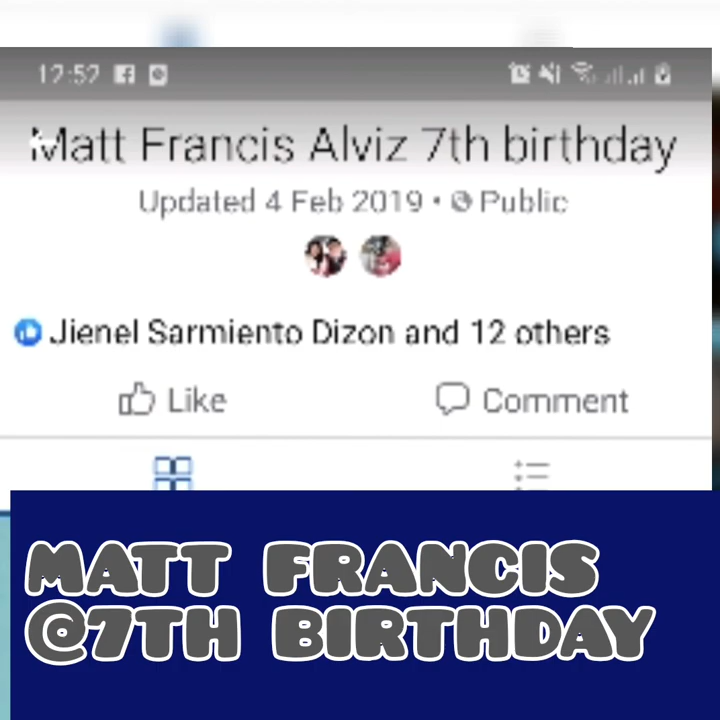 12:52
Matt Francis Alviz 7th birthday
Updated 4 Feb 2019 • Public
Jienel Sarmiento Dizon and 12 others
Like Comment
MATT FRANCIS
@7TH BIRTHDAY